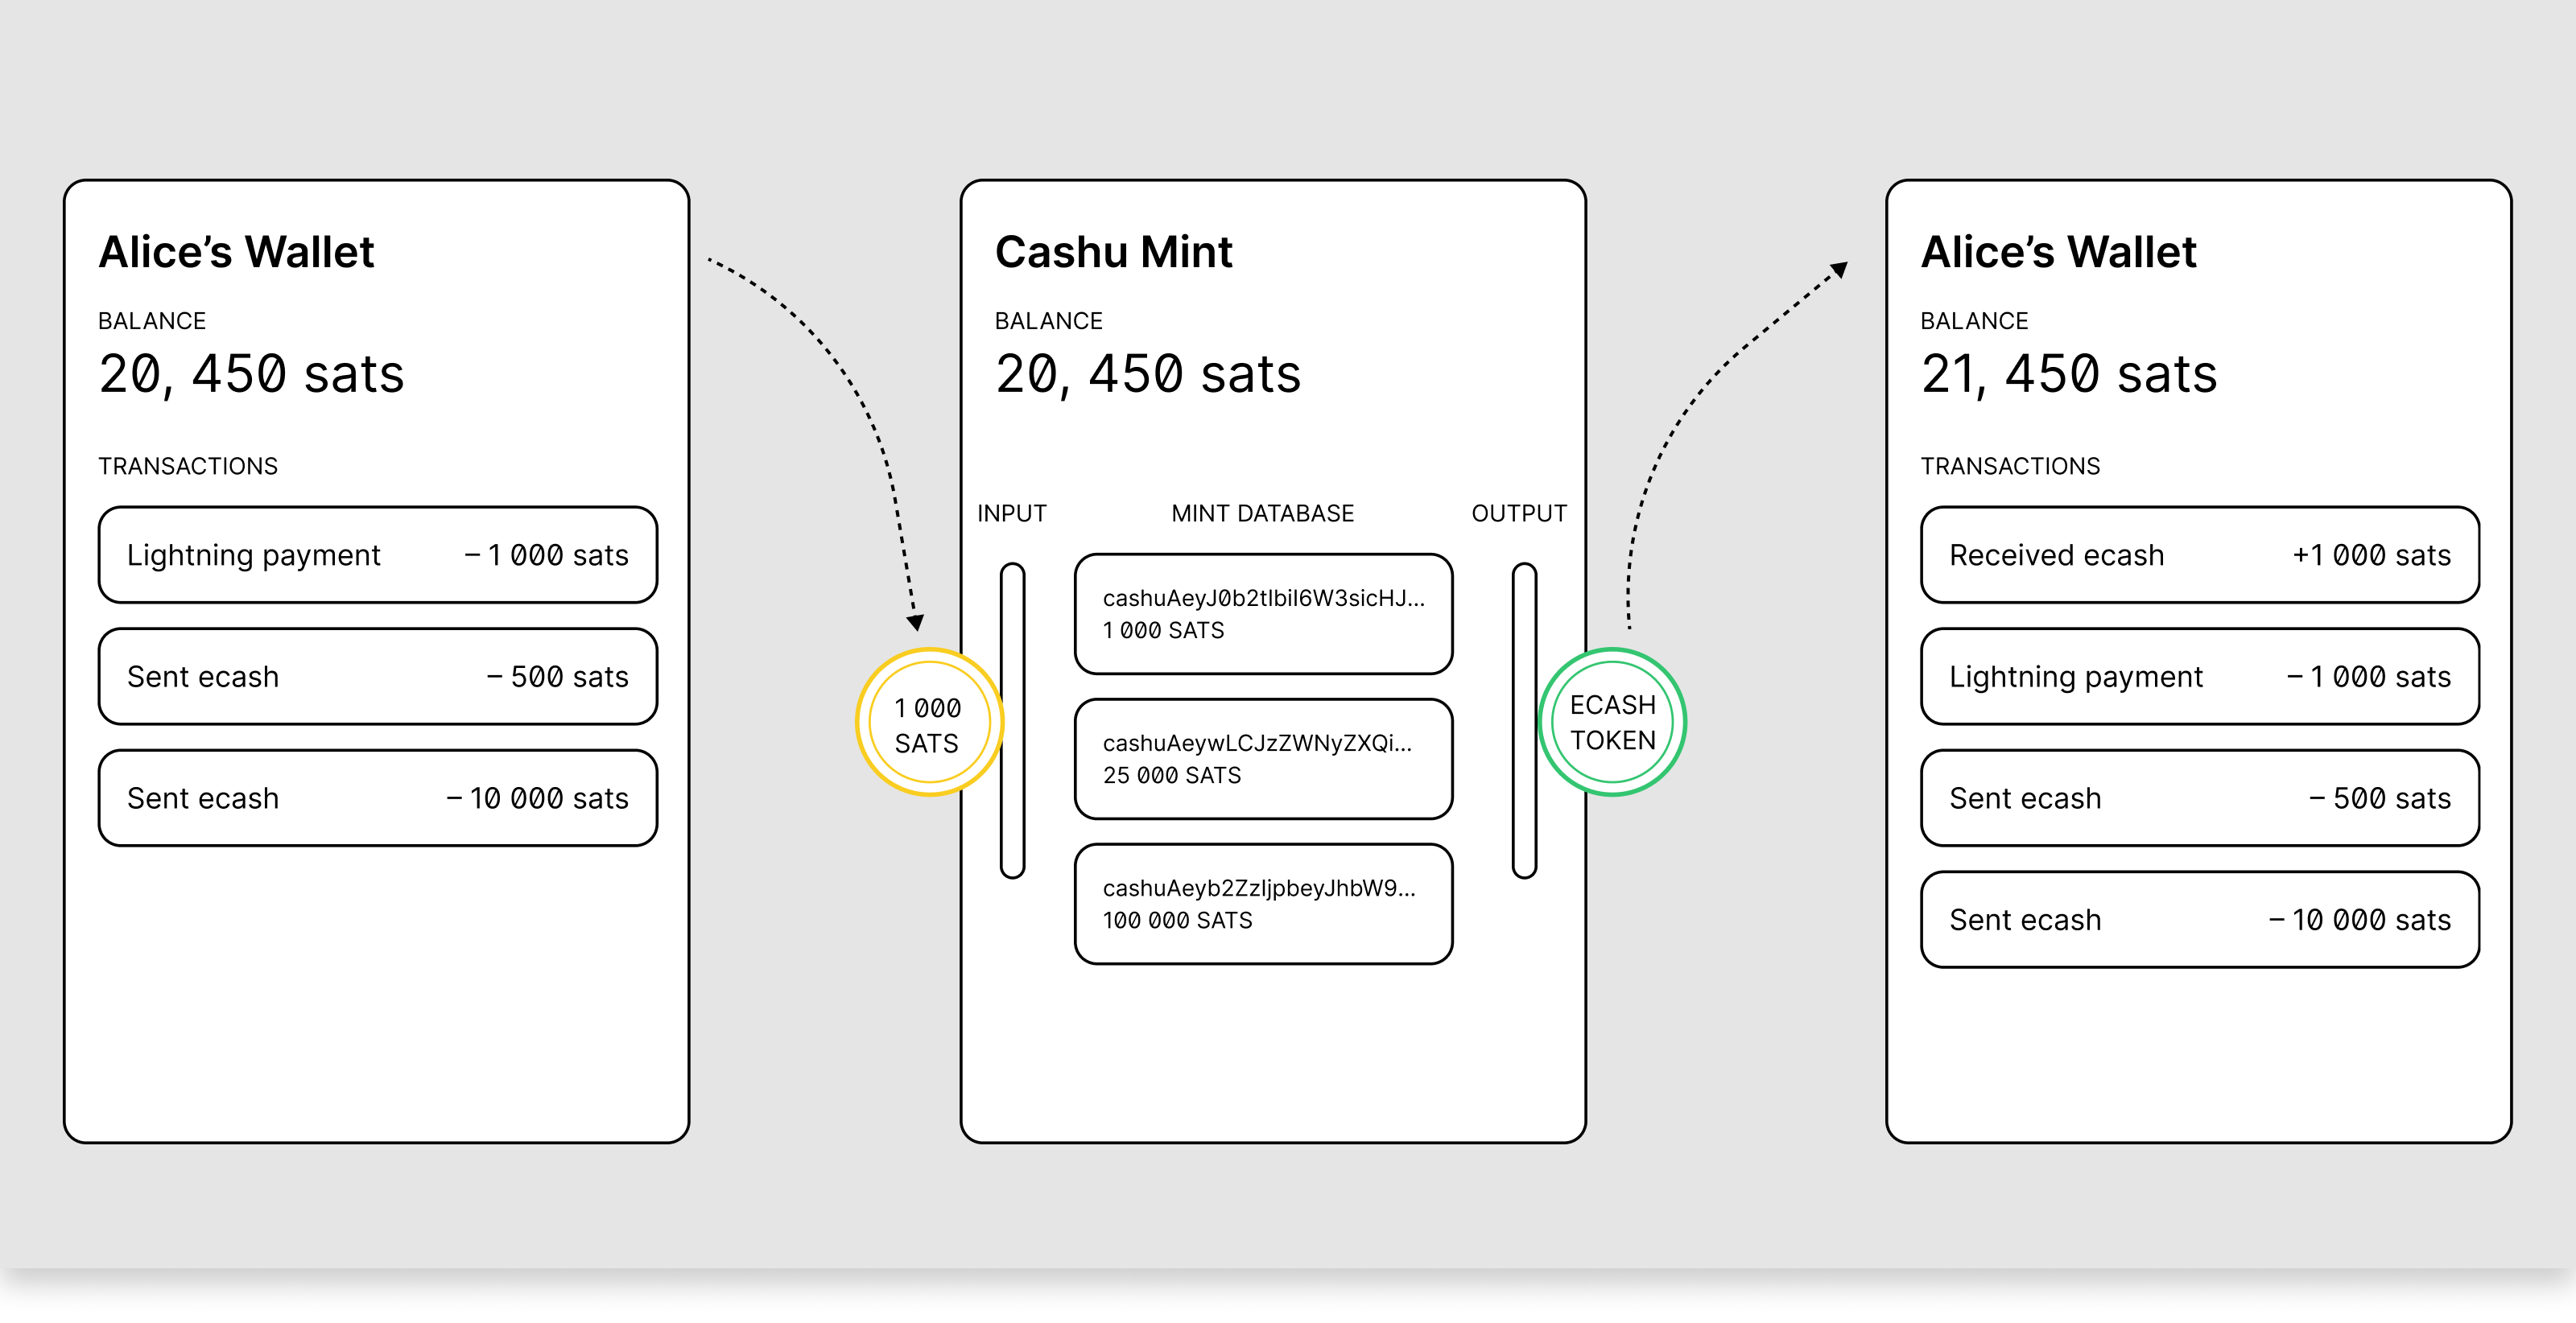 Alice’s Wallet
BALANCE
20, 450 sats
TRANSACTIONS
Lightning payment – 1 000 sats
Sent ecash – 500 sats
Sent ecash – 10 000 sats
1 000
SATS
Cashu Mint
BALANCE
20, 450 sats
INPUT MINT DATABASE OUTPUT
cashuAeyJ0b2tlbiI6W3sicHJ...
1 000 SATS
cashuAeywLCJzZWNyZXQi...
25 000 SATS
cashuAeyb2ZzIjpbeyJhbW9...
100 000 SATS
ECASH
TOKEN
Alice’s Wallet
BALANCE
21, 450 sats
TRANSACTIONS
Received ecash +1 000 sats
Lightning payment – 1 000 sats
Sent ecash – 500 sats
Sent ecash – 10 000 sats